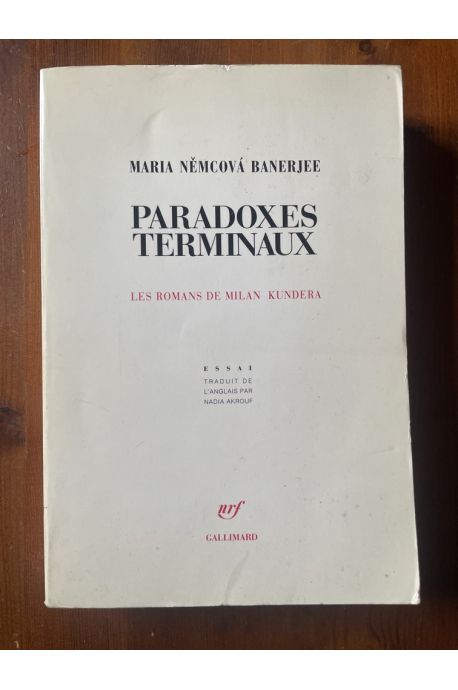 MARIA NĚMCOVÁ BANERJEE
PARADOXES
TERMINAUX
LES ROMANS DE MILAN KUNDERA
ESSAI
TRADUIT DE
L'ANGLAIS PAR
NADIA AKROUF
nrf
GALLIMARD